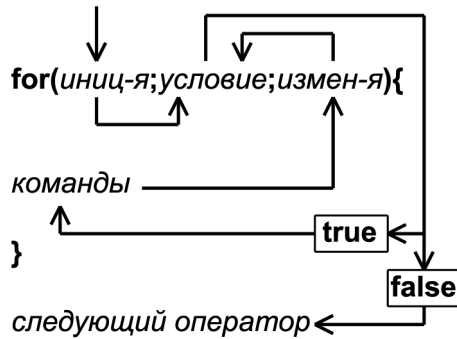 for(иниц-я;условие;измен-я){
команды
true
}
false
следующий оператор